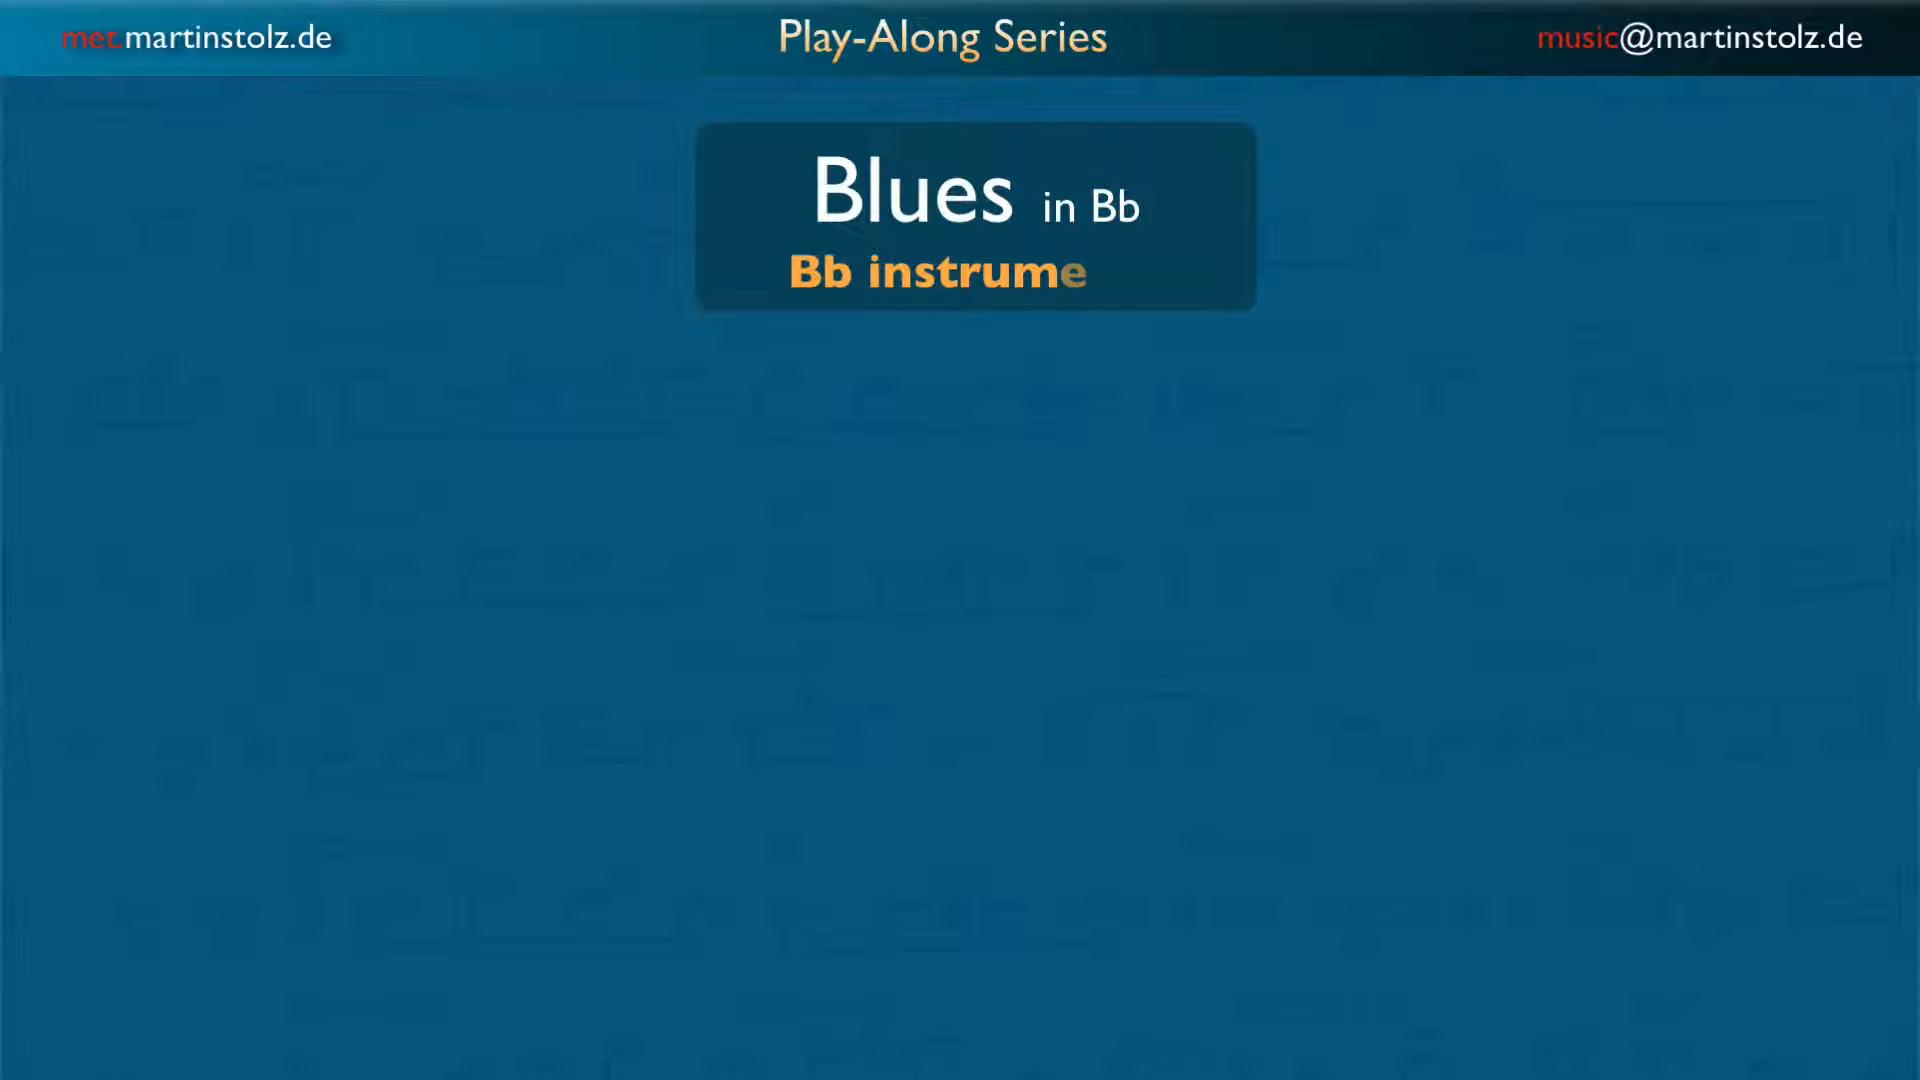 met.martinstolz.de
Play-Along Series
music@martinstolz.de
Blues in Bb
Bb instrume